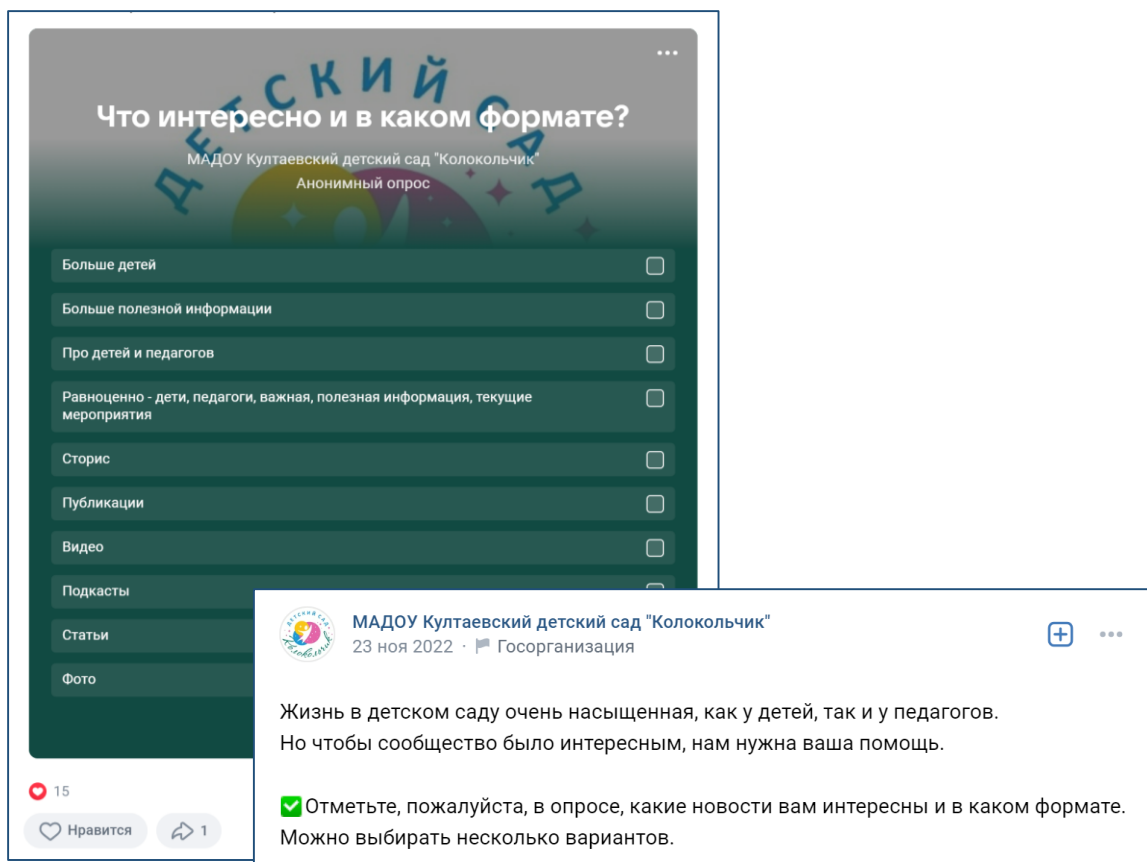 ДЕТСКИЙ САД
Что интересно и в каком формате?
МАДОУ Култаевский детский сад "Колокольчик"
Анонимный опрос
Больше детей
Больше полезной информации
Про детей и педагогов
Равноценно - дети, педагоги, важная, полезная информация, текущие
мероприятия
Сторис
Публикации
Видео
Подкасты
Статьи
Фото
15
Нравится
1
ДЕТСКИЙ САД
Колокольчик
МАДОУ Култаевский детский сад "Колокольчик"
23 ноя 2022 · Госорганизация
Жизнь в детском саду очень насыщенная, как у детей, так и у педагогов.
Но чтобы сообщество было интересным, нам нужна ваша помощь.
✅Отметьте, пожалуйста, в опросе, какие новости вам интересны и в каком формате.
Можно выбирать несколько вариантов.